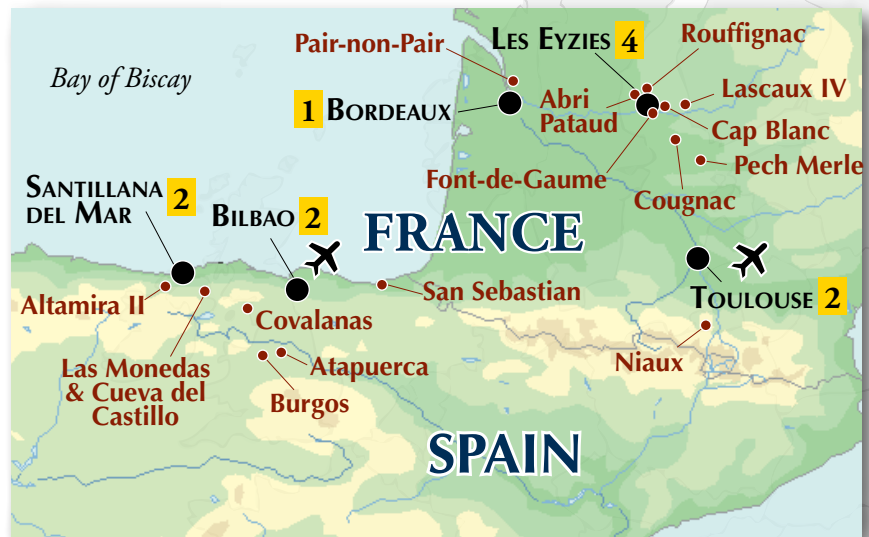 Pair-non-Pair
LES EYZIES 4
Rouffignac
Bay of Biscay
1 BORDEAUX
Abri
Pataud
Lascaux IV
Cap Blanc
Pech Merle
Font-de-Gaume
Cougnac
SANTILLANA
DEL MAR 2
BILBAO 2
FRANCE
Altamira II
San Sebastian
TOULOUSE 2
Covalanas
Las Monedas
& Cueva del
Castillo
Atapuerca
Burgos
Niaux
SPAIN